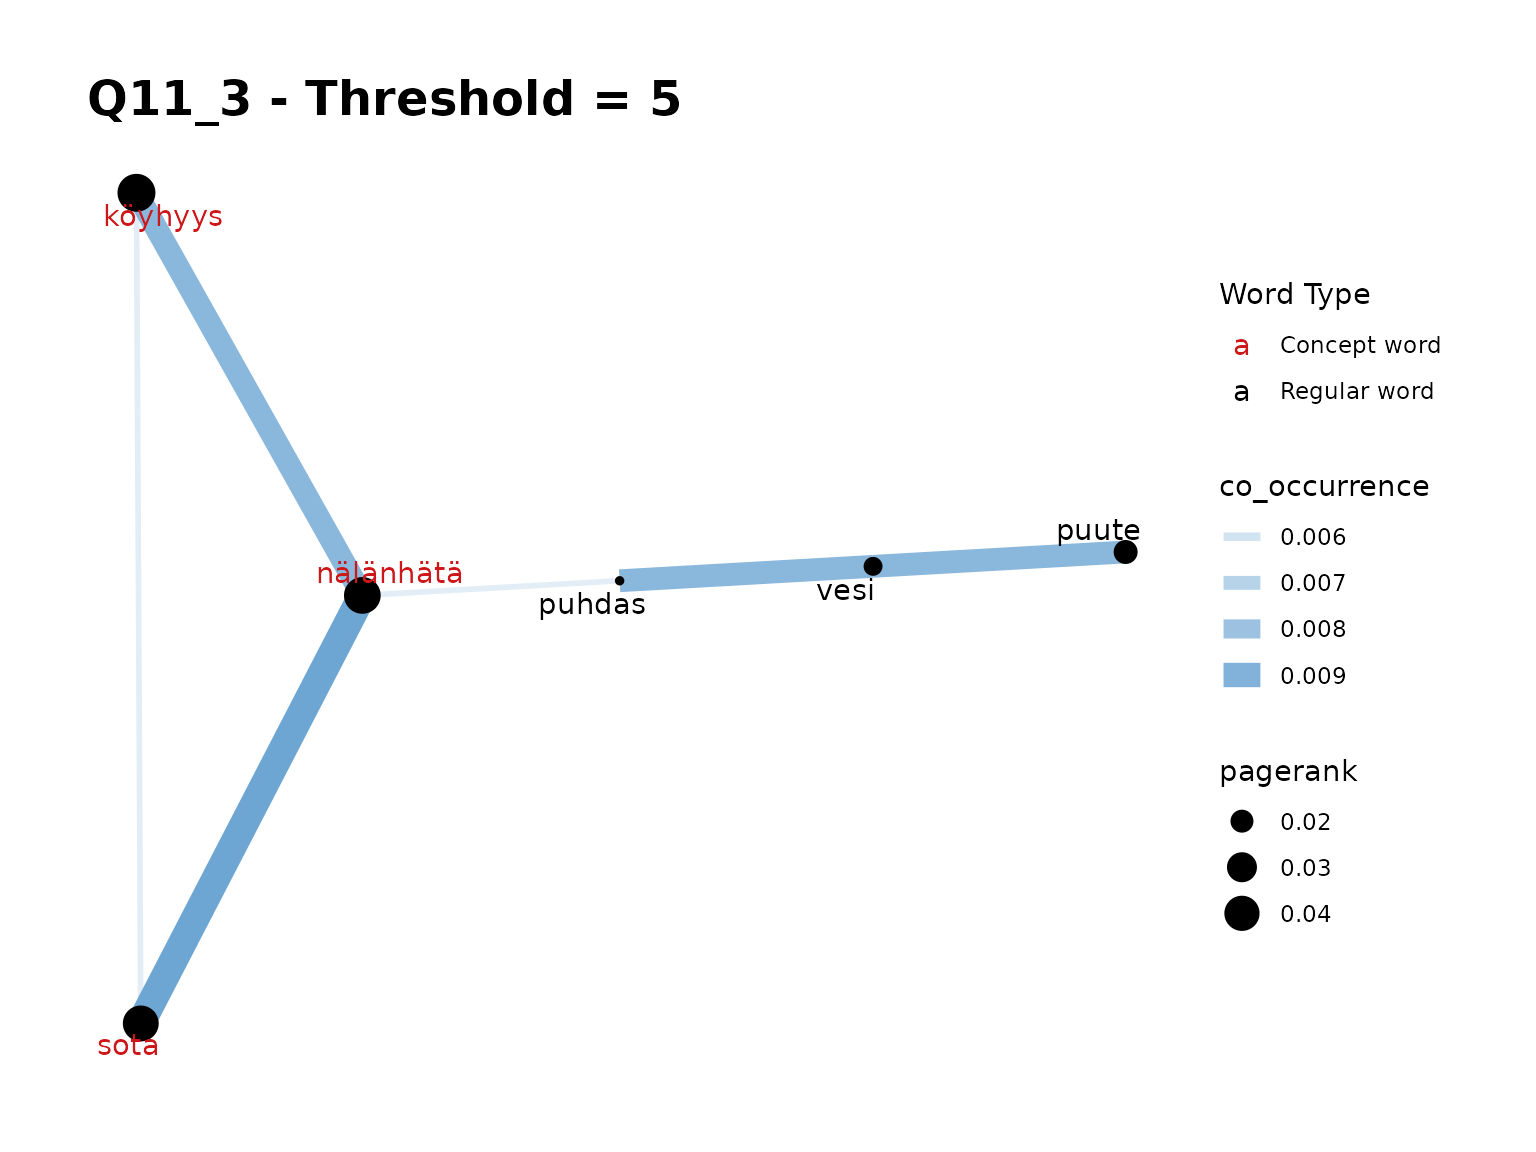 Q11_3 - Threshold = 5
köyhyys
nälänhätä
puhdas
vesi
puute
sota
Word Type
a Concept word
a Regular word
co_occurrence
0.006
0.007
0.008
0.009
pagerank
0.02
0.03
0.04